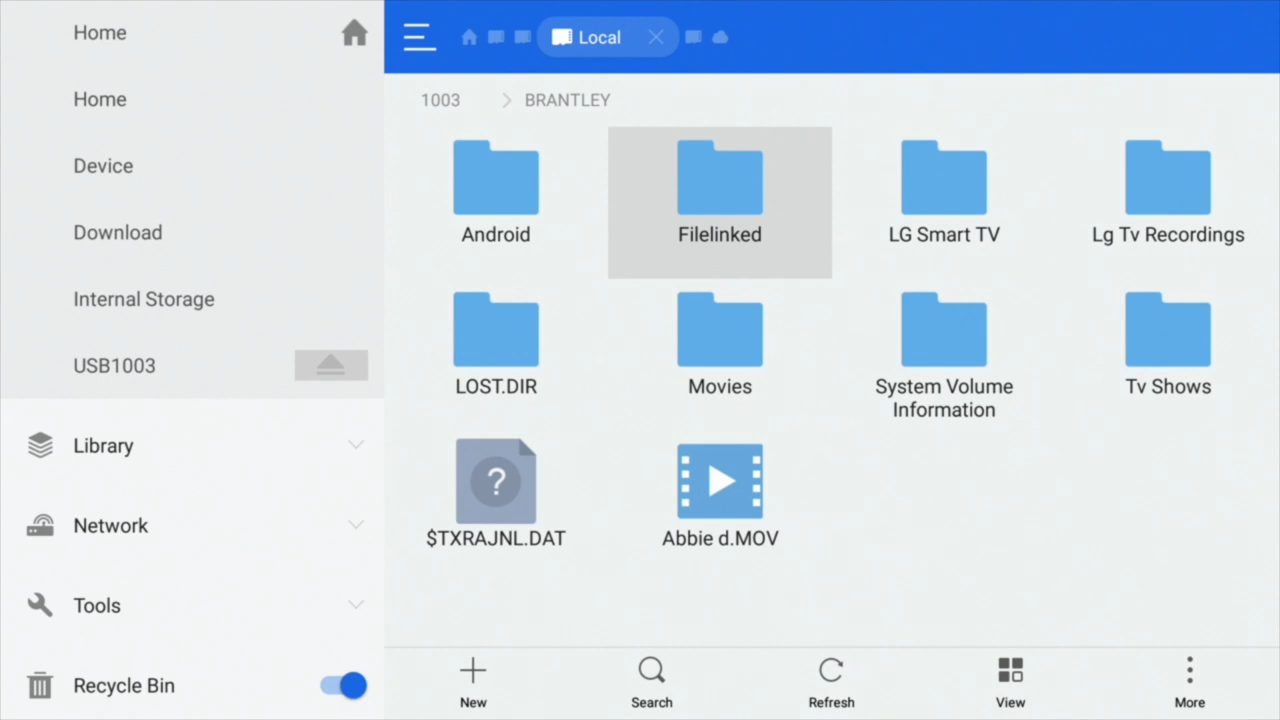 Home
Home
Device
Download
Internal Storage
USB1003
Library
Network
Tools
Recycle Bin
Local
1003
BRANTLEY
Android
Filelinked
LG Smart TV
Lg Tv Recordings
LOST.DIR
Movies
System Volume
Information
Tv Shows
?
$TXRAJNL.DAT
Abbie d.MOV
New
Search
Refresh
View
More